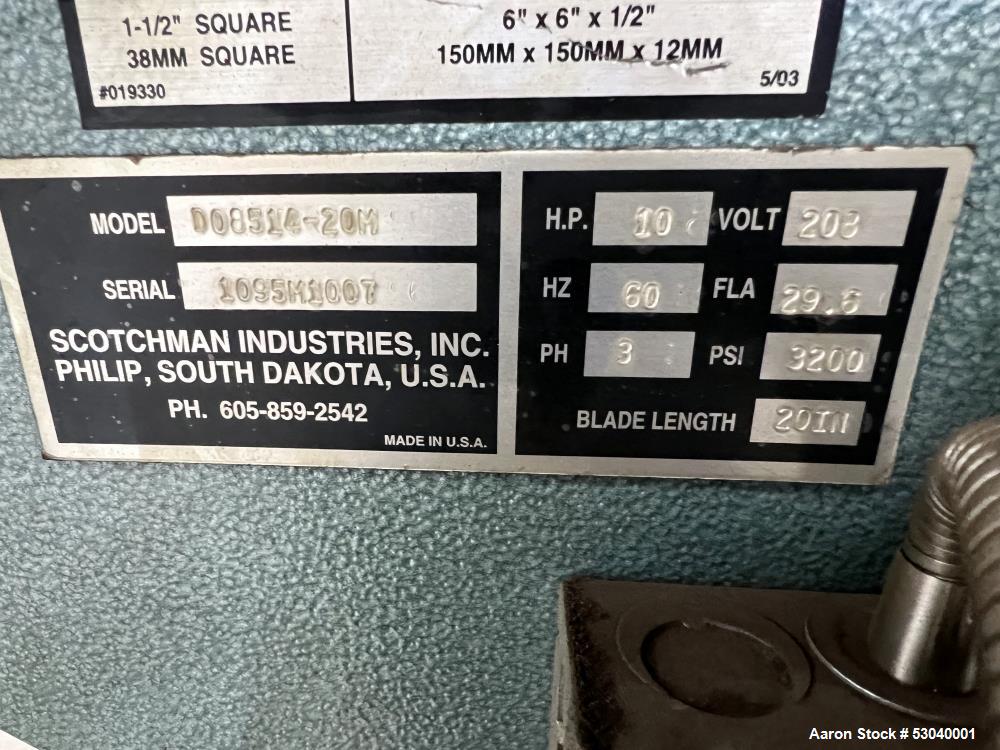 1-1/2" SQUARE
38MM SQUARE
#019330
6" x 6" x 1/2"
150MM x 150MM x 12MM
5/03
MODEL DO8514-20M
SERIAL 1095M1007
SCOTCHMAN INDUSTRIES, INC.
PHILIP, SOUTH DAKOTA, U.S.A.
PH. 605-859-2542
MADE IN U.S.A.
H.P. 10 VOLT 208
HZ 60 FLA 29.6
PH 3 PSI 3200
BLADE LENGTH 20IN
Aaron Stock # 53040001